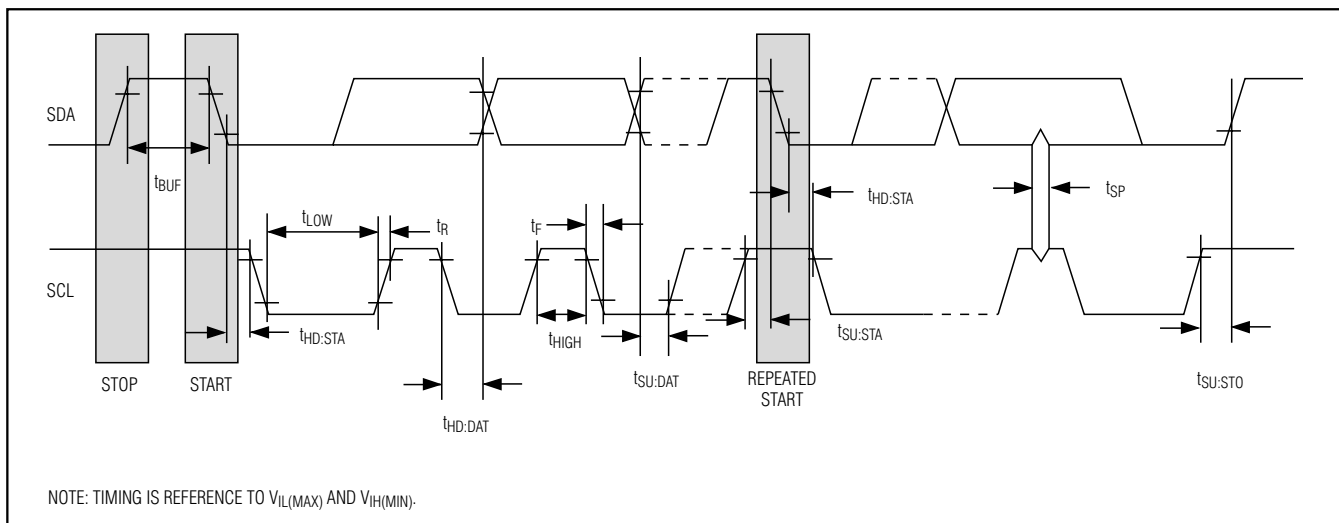 SDA
tBUF
tLOW
tR
tF
tHD:STA
tSP
SCL
tHD:STA
tHIGH
tSU:STA
tSU:DAT
tHD:DAT
tSU:STO
STOP
START
REPEATED
START
NOTE: TIMING IS REFERENCE TO VIL(MAX) AND VIH(MIN).